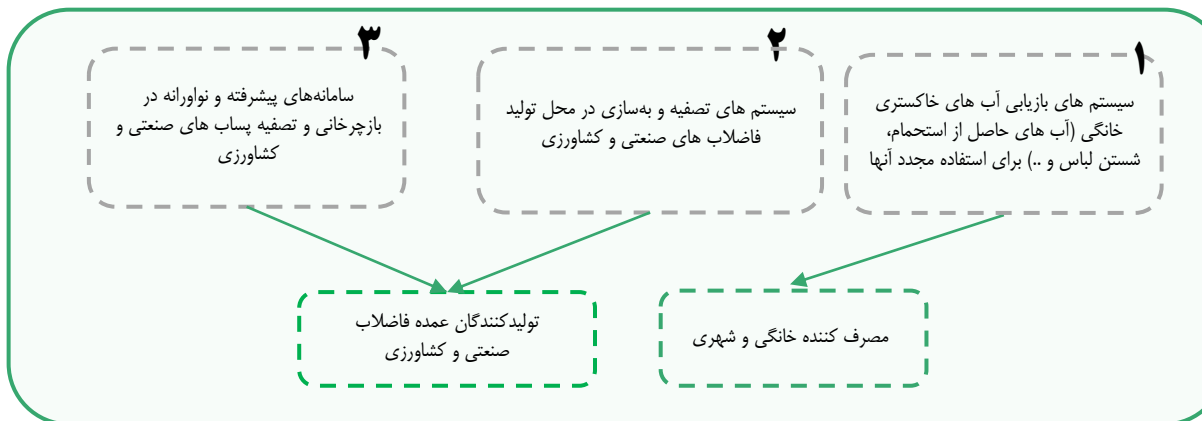 ۱
سیستم های بازیابی آب های خاکستری
خانگی (آب های حاصل از استحمام،
شستن لباس و ..) برای استفاده مجدد آنها
۲
سیستم های تصفیه و به‌سازی در محل تولید
فاضلاب های صنعتی و کشاورزی
۳
سامانه‌های پیشرفته و نواورانه در
بازچرخانی و تصفیه پساب های صنعتی و
کشاورزی
مصرف کننده خانگی و شهری
تولیدکنندگان عمده فاضلاب
صنعتی و کشاورزی